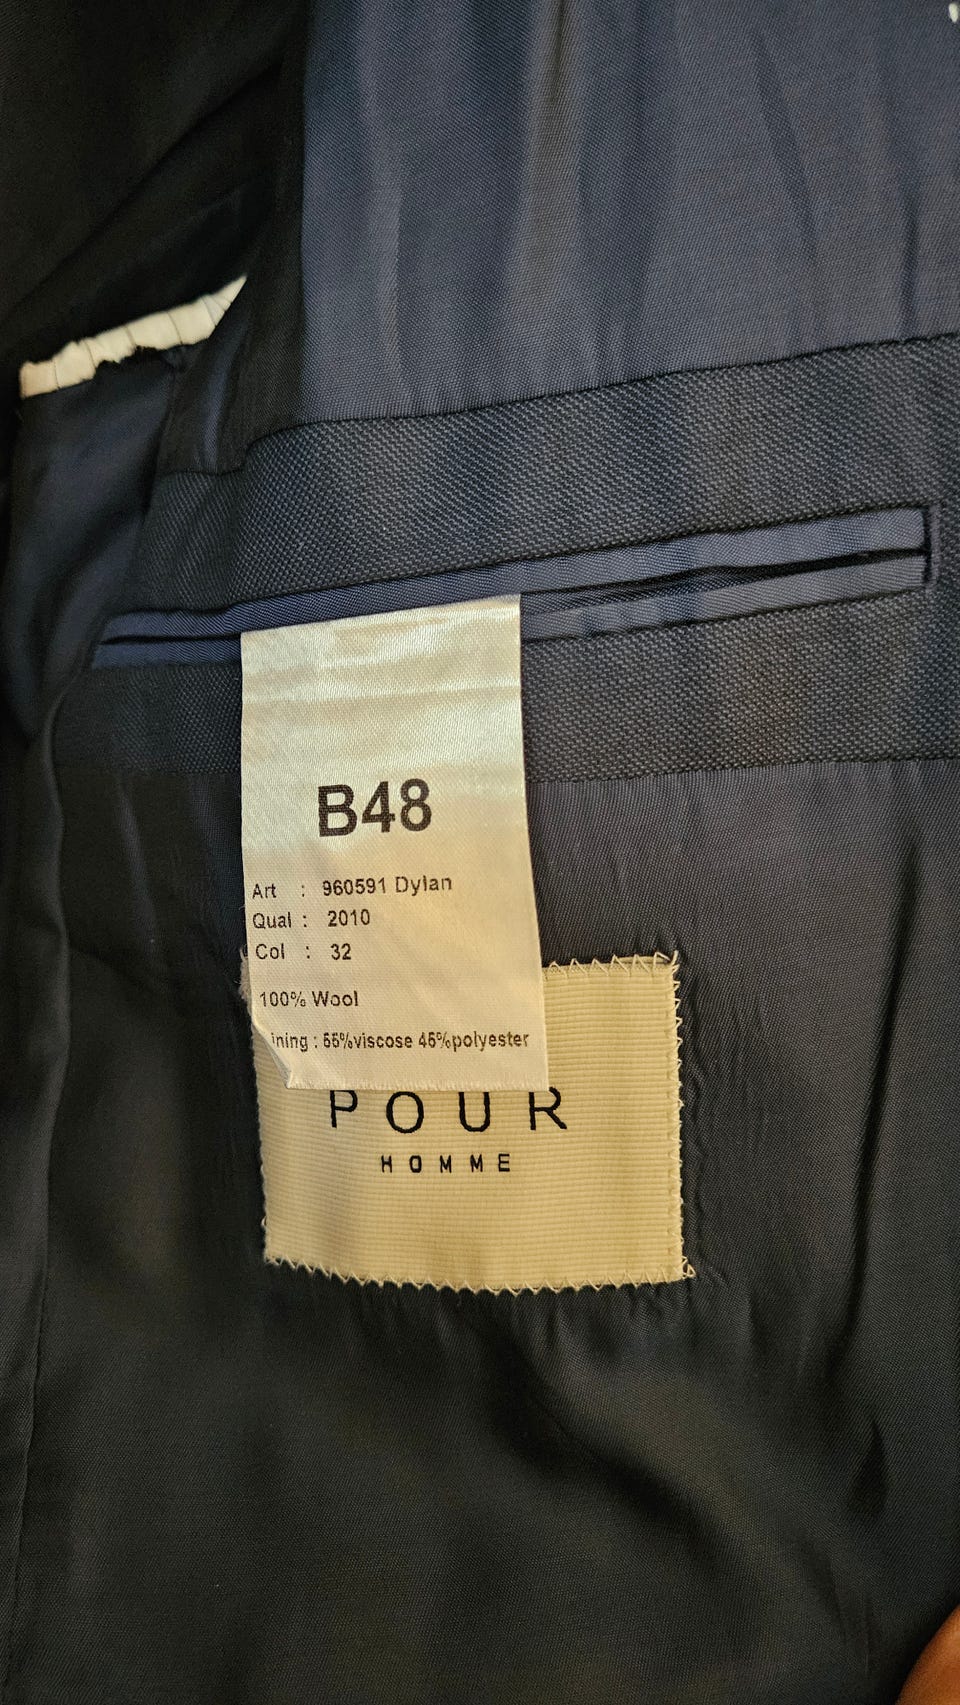 B48
Art : 960591 Dylan
Qual : 2010
Col : 32
100% Wool
ining : 55%viscose 45%polyester
POUR
HOMME